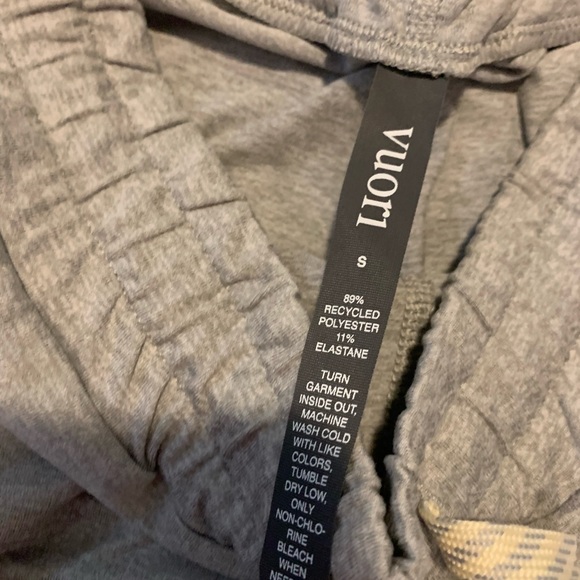 vuori
S
89%
RECYCLED
POLYESTER
11%
ELASTANE
TURN
GARMENT
INSIDE OUT,
MACHINE
WASH COLD
WITH LIKE
COLORS,
TUMBLE
DRY LOW,
ONLY
NON-CHLO-
RINE
BLEACH
WHEN